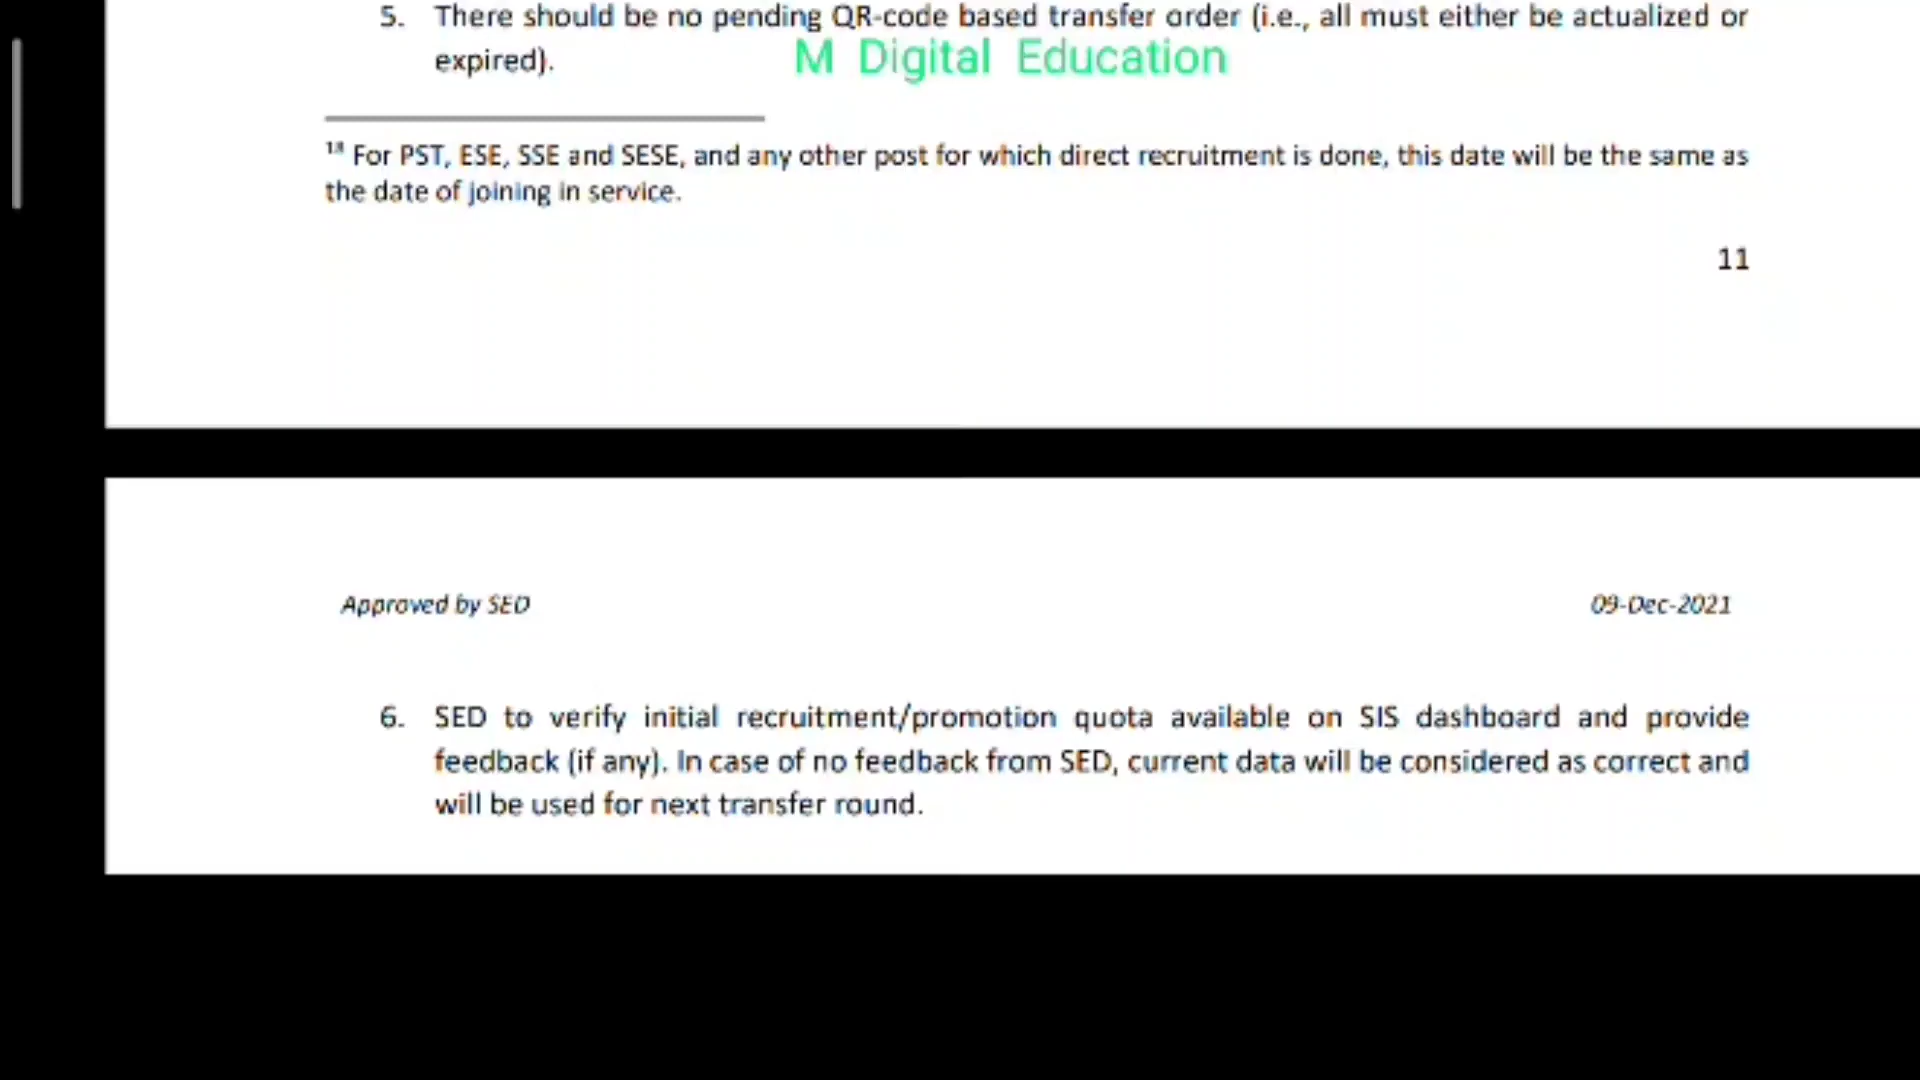 5. There should be no pending QR-code based transfer order (i.e., all must either be actualized or
expired).
M Digital Education
18 For PST, ESE, SSE and SESE, and any other post for which direct recruitment is done, this date will be the same as
the date of joining in service.
11
Approved by SED 09-Dec-2021
6. SED to verify initial recruitment/promotion quota available on SIS dashboard and provide
feedback (if any). In case of no feedback from SED, current data will be considered as correct and
will be used for next transfer round.